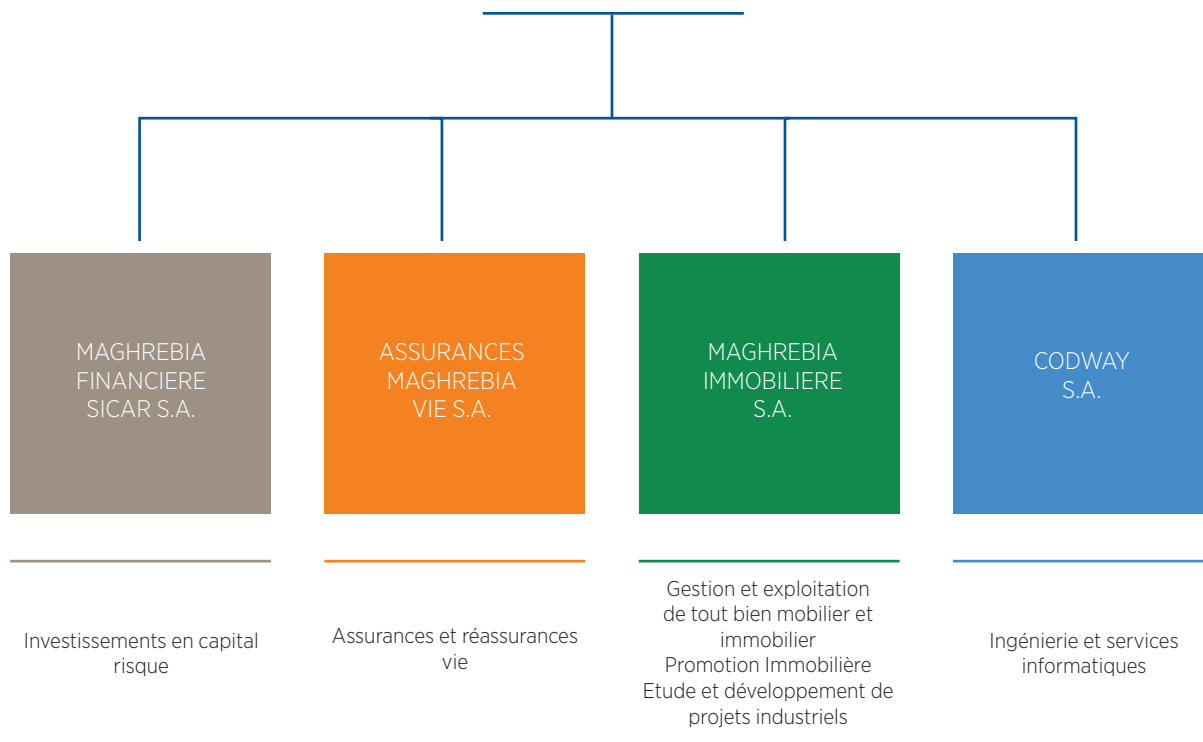 MAGHREBIA
FINANCIERE
SICAR S.A.
ASSURANCES
MAGHREBIA
VIE S.A.
MAGHREBIA
IMMOBILIERE
S.A.
CODWAY
S.A.
Investissements en capital
risque
Assurances et réassurances
vie
Gestion et exploitation
de tout bien mobilier et
immobilier
Promotion Immobilière
Etude et développement de
projets industriels
Ingénierie et services
informatiques